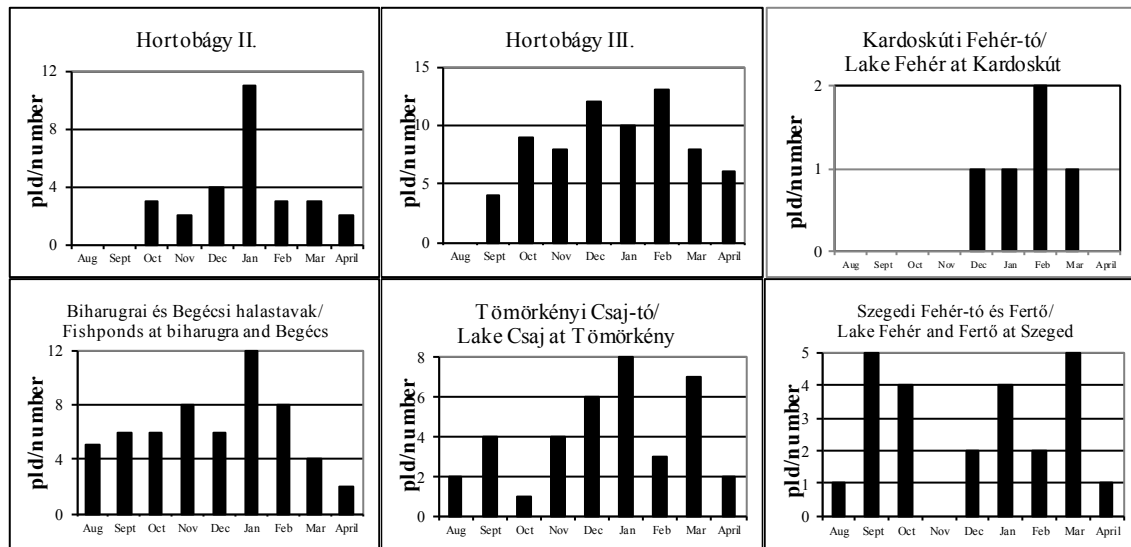 Hortobágy II.
pld/number
12
8
4
0
Aug Sept Oct Nov Dec Jan Feb Mar April
Hortobágy III.
pld/number
15
10
5
0
Aug Sept Oct Nov Dec Jan Feb Mar April
Kardoskúti Fehér-tó/
Lake Fehér at Kardoskút
pld/number
2
1
0
Aug Sept Oct Nov Dec Jan Feb Mar April
Biharugrai és Begécsi halastavak/
Fishponds at biharugra and Begécs
pld/number
12
8
4
0
Aug Sept Oct Nov Dec Jan Feb Mar April
Tömörkényi Csaj-tó/
Lake Csaj at Tömörkény
pld/number
8
6
4
2
0
Aug Sept Oct Nov Dec Jan Feb Mar April
Szegedi Fehér-tó és Fertő/
Lake Fehér and Fertő at Szeged
pld/number
5
4
3
2
1
0
Aug Sept Oct Nov Dec Jan Feb Mar April